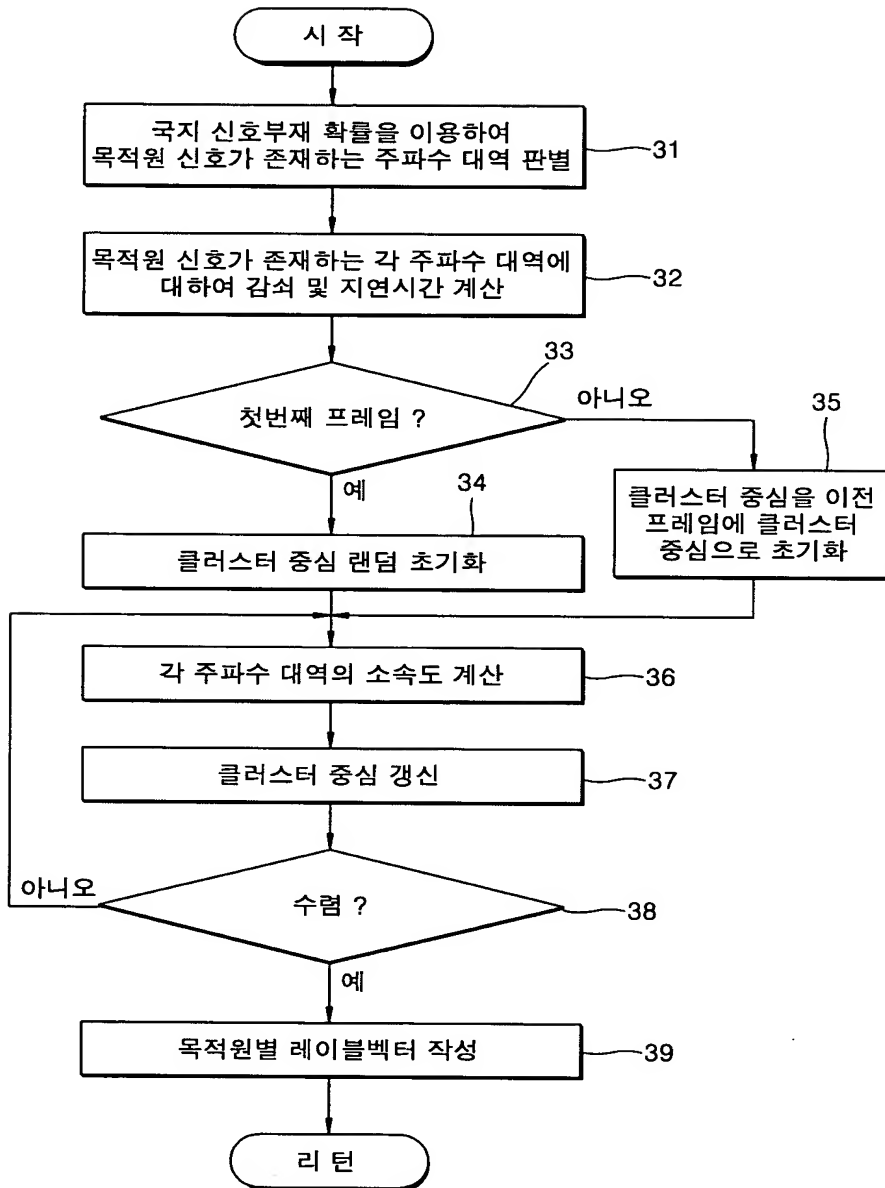 시 작
국지 신호부재 확률을 이용하여
목적원 신호가 존재하는 주파수 대역 판별
31
목적원 신호가 존재하는 각 주파수 대역에
대하여 감쇠 및 지연시간 계산
32
33
첫번째 프레임 ?
아니오
예
35
클러스터 중심을 이전
프레임에 클러스터
중심으로 초기화
34
클러스터 중심 랜덤 초기화
각 주파수 대역의 소속도 계산
36
클러스터 중심 갱신
37
아니오
수렴 ?
38
예
목적원별 레이블벡터 작성
39
리 턴